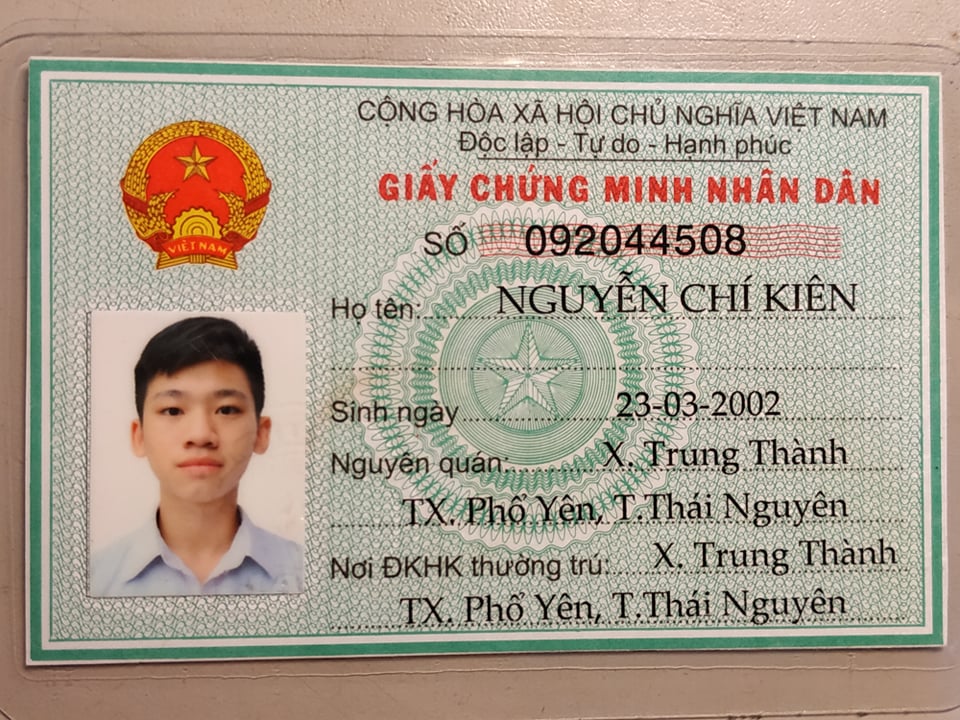 CỘNG HÒA XÃ HỘI CHỦ NGHĨA VIỆT NAM
Độc lập - Tự do - Hạnh phúc
GIẤY CHỨNG MINH NHÂN DÂN
SỐ 092044508
VIỆT NAM
Họ tên: NGUYỄN CHÍ KIÊN
Sinh ngày 23-03-2002
Nguyên quán: X. Trung Thành
TX. Phổ Yên, T.Thái Nguyên
Nơi ĐKHK thường trú: X. Trung Thành
TX. Phổ Yên, T.Thái Nguyên